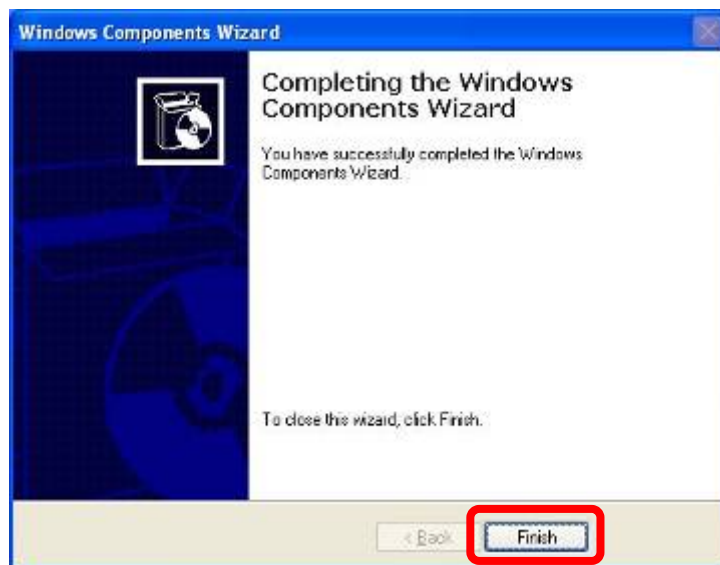 Windows Components Wizard
Completing the Windows
Components Wizard
You have successfully completed the Windows
Components Wizard.
To close this wizard, click Finish.
< Back
Finish